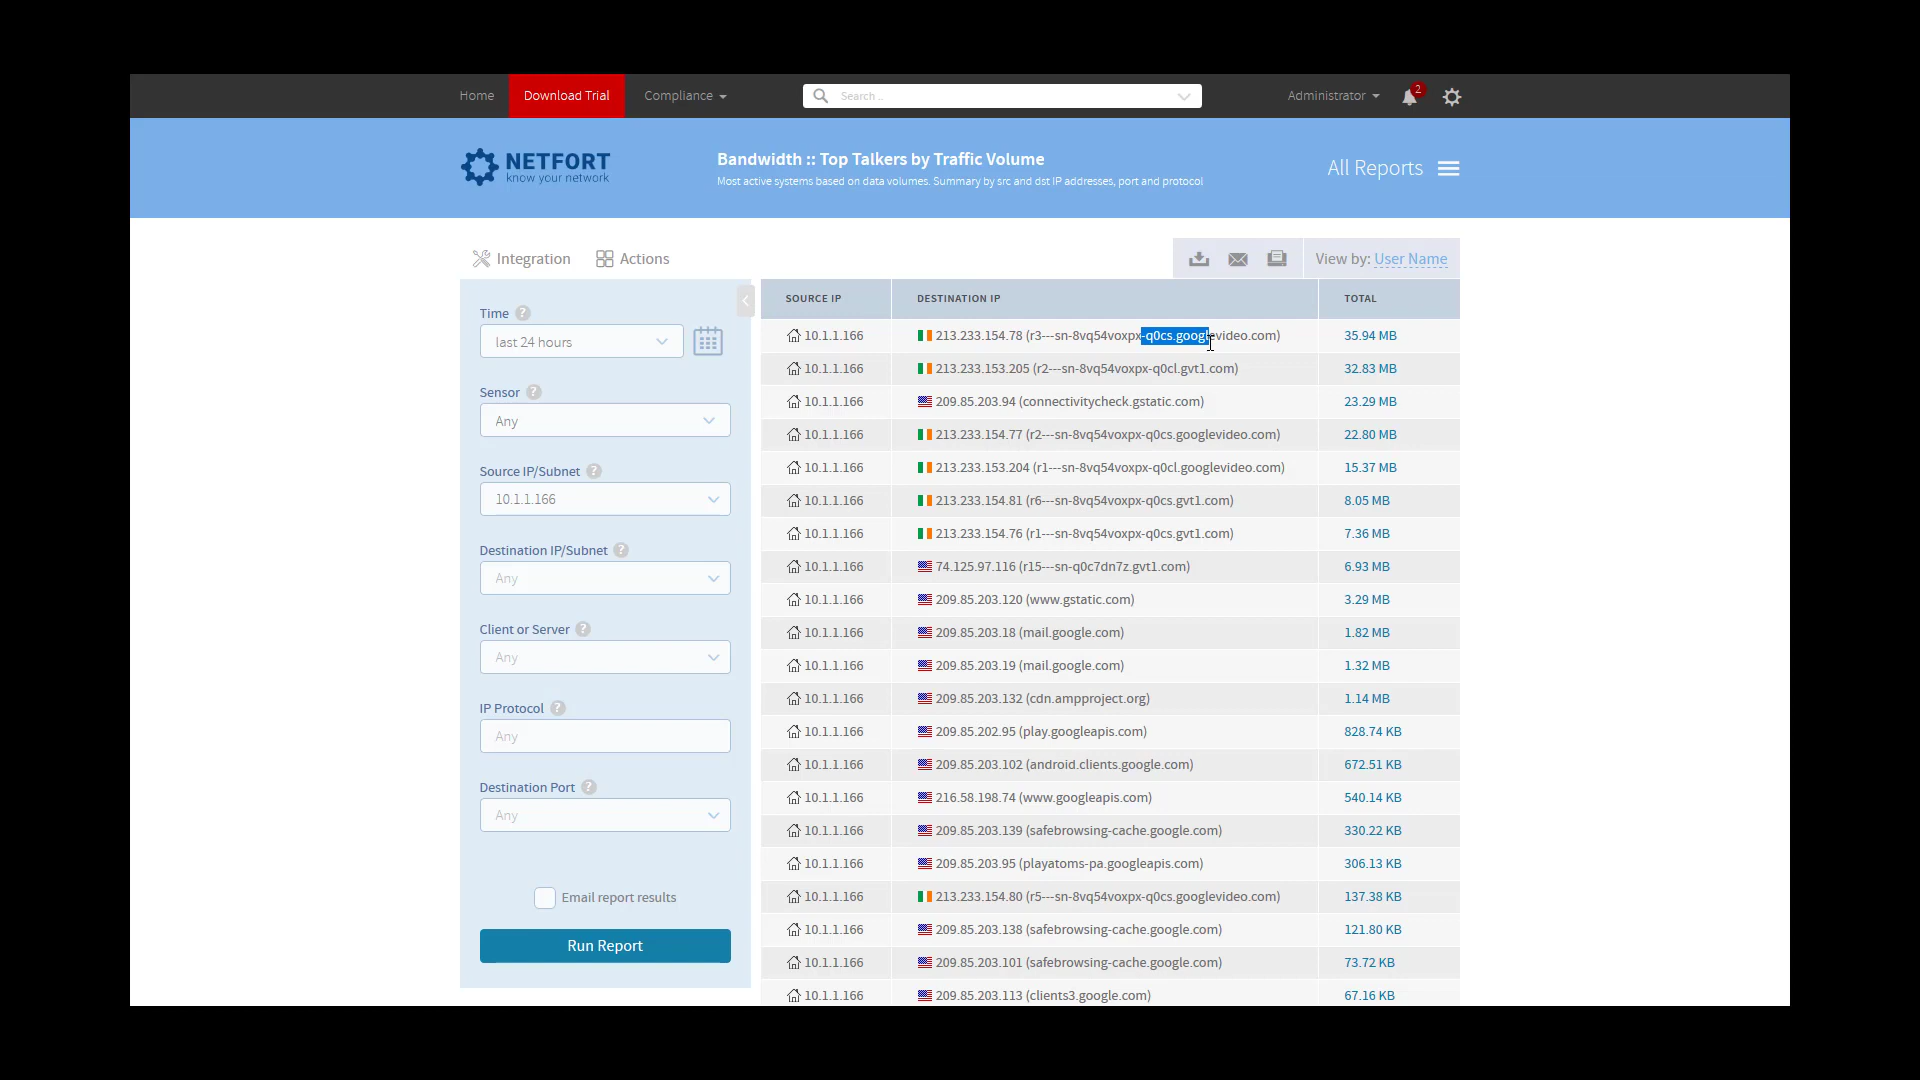 Home Download Trial Compliance Search .. Administrator 2
NETFORT
know your network
Bandwidth :: Top Talkers by Traffic Volume
Most active systems based on data volumes. Summary by src and dst IP addresses, port and protocol
All Reports
Integration Actions View by: User Name
Time ?
last 24 hours
Sensor ?
Any
Source IP/Subnet ?
10.1.1.166
Destination IP/Subnet ?
Any
Client or Server ?
Any
IP Protocol ?
Any
Destination Port ?
Any
Email report results
Run Report
SOURCE IP DESTINATION IP TOTAL
10.1.1.166 213.233.154.78 (r3---sn-8vq54voxpx-q0cs.googlevideo.com) 35.94 MB
10.1.1.166 213.233.153.205 (r2---sn-8vq54voxpx-q0cl.gvt1.com) 32.83 MB
10.1.1.166 209.85.203.94 (connectivitycheck.gstatic.com) 23.29 MB
10.1.1.166 213.233.154.77 (r2---sn-8vq54voxpx-q0cs.googlevideo.com) 22.80 MB
10.1.1.166 213.233.153.204 (r1---sn-8vq54voxpx-q0cl.googlevideo.com) 15.37 MB
10.1.1.166 213.233.154.81 (r6---sn-8vq54voxpx-q0cs.gvt1.com) 8.05 MB
10.1.1.166 213.233.154.76 (r1---sn-8vq54voxpx-q0cs.gvt1.com) 7.36 MB
10.1.1.166 74.125.97.116 (r15---sn-q0c7dn7z.gvt1.com) 6.93 MB
10.1.1.166 209.85.203.120 (www.gstatic.com) 3.29 MB
10.1.1.166 209.85.203.18 (mail.google.com) 1.82 MB
10.1.1.166 209.85.203.19 (mail.google.com) 1.32 MB
10.1.1.166 209.85.203.132 (cdn.ampproject.org) 1.14 MB
10.1.1.166 209.85.202.95 (play.googleapis.com) 828.74 KB
10.1.1.166 209.85.203.102 (android.clients.google.com) 672.51 KB
10.1.1.166 216.58.198.74 (www.googleapis.com) 540.14 KB
10.1.1.166 209.85.203.139 (safebrowsing-cache.google.com) 330.22 KB
10.1.1.166 209.85.203.95 (playatoms-pa.googleapis.com) 306.13 KB
10.1.1.166 213.233.154.80 (r5---sn-8vq54voxpx-q0cs.googlevideo.com) 137.38 KB
10.1.1.166 209.85.203.138 (safebrowsing-cache.google.com) 121.80 KB
10.1.1.166 209.85.203.101 (safebrowsing-cache.google.com) 73.72 KB
10.1.1.166 209.85.203.113 (clients3.google.com) 67.16 KB